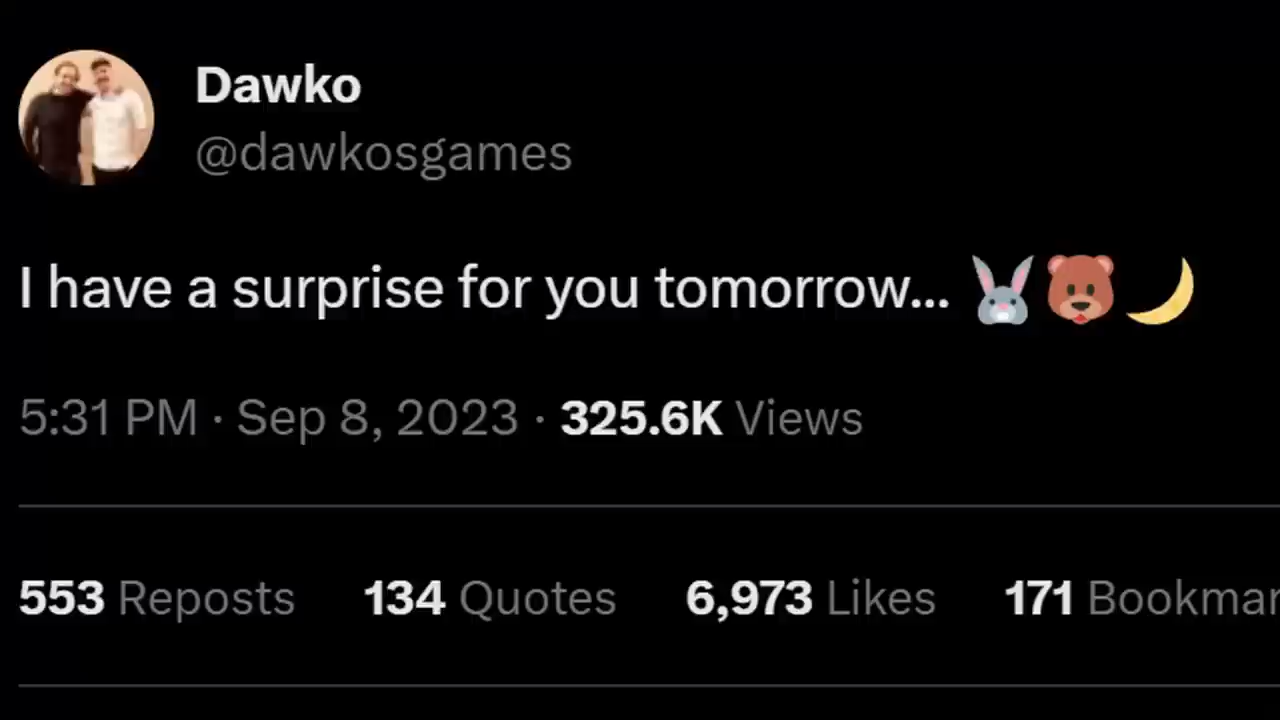 Dawko
@dawkosgames
I have a surprise for you tomorrow... 🐰🐻🌙
5:31 PM · Sep 8, 2023 · 325.6K Views
553 Reposts 134 Quotes 6,973 Likes 171 Bookmar